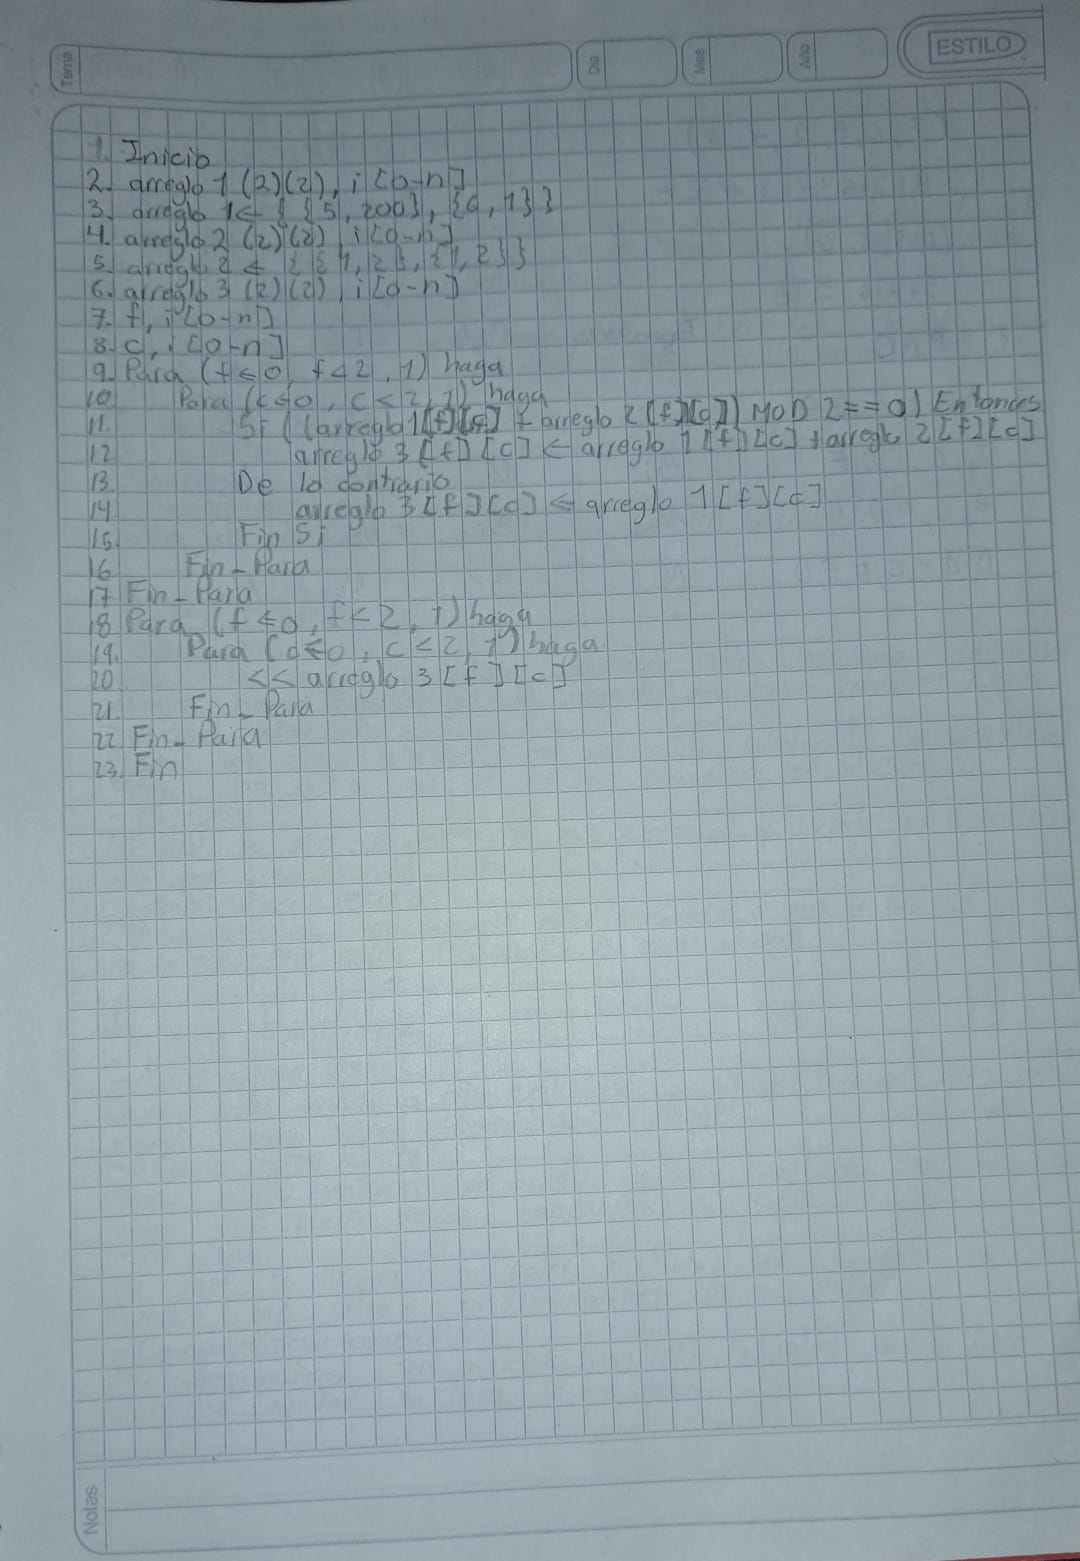 Tema
Dia
Mes
Año
ESTILO
1. Inicio
2. arreglo 1 (2)(2), i [0-n]
3. arreglo 1 ← { {5, 200}, {0, 1}}
4. arreglo 2 (2)(2), i [0-n]
5. arreglo 2 ← { {1, 2}, {1, 2}}
6. arreglo 3 (2)(2), i [0-n]
7. f, i [0-n]
8. c, i [0-n]
9. Para (f ← 0, f < 2, 1) haga
10 Para (c ← 0, c < 2, 1) haga
11. Si ((arreglo 1[f][c] + arreglo 2[f][c]) MOD 2 == 0) Entonces
12 arreglo 3 [f][c] ← arreglo 1 [f][c] + arreglo 2[f][c]
13. De lo contrario
14 arreglo 3 [f][c] ← arreglo 1 [f][c]
15. Fin Si
16 Fin-Para
17 Fin-Para
18 Para (f ← 0, f < 2, 1) haga
19. Para (c ← 0, c < 2, 1) haga
20 << arreglo 3 [f][c]
21. Fin-Para
22 Fin-Para
23. Fin
Notas